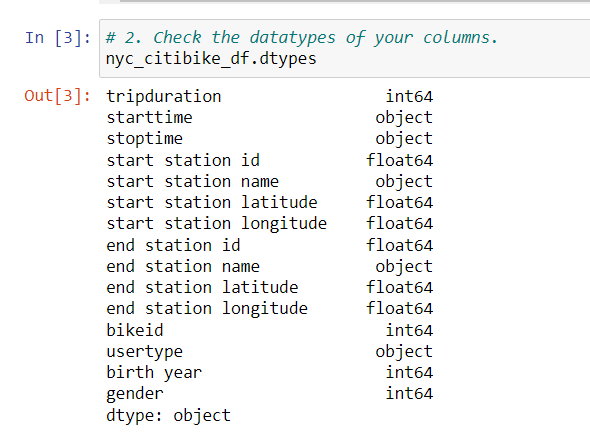 In [3]: # 2. Check the datatypes of your columns.
nyc_citibike_df.dtypes
Out[3]: tripduration int64
starttime object
stoptime object
start station id float64
start station name object
start station latitude float64
start station longitude float64
end station id float64
end station name object
end station latitude float64
end station longitude float64
bikeid int64
usertype object
birth year int64
gender int64
dtype: object